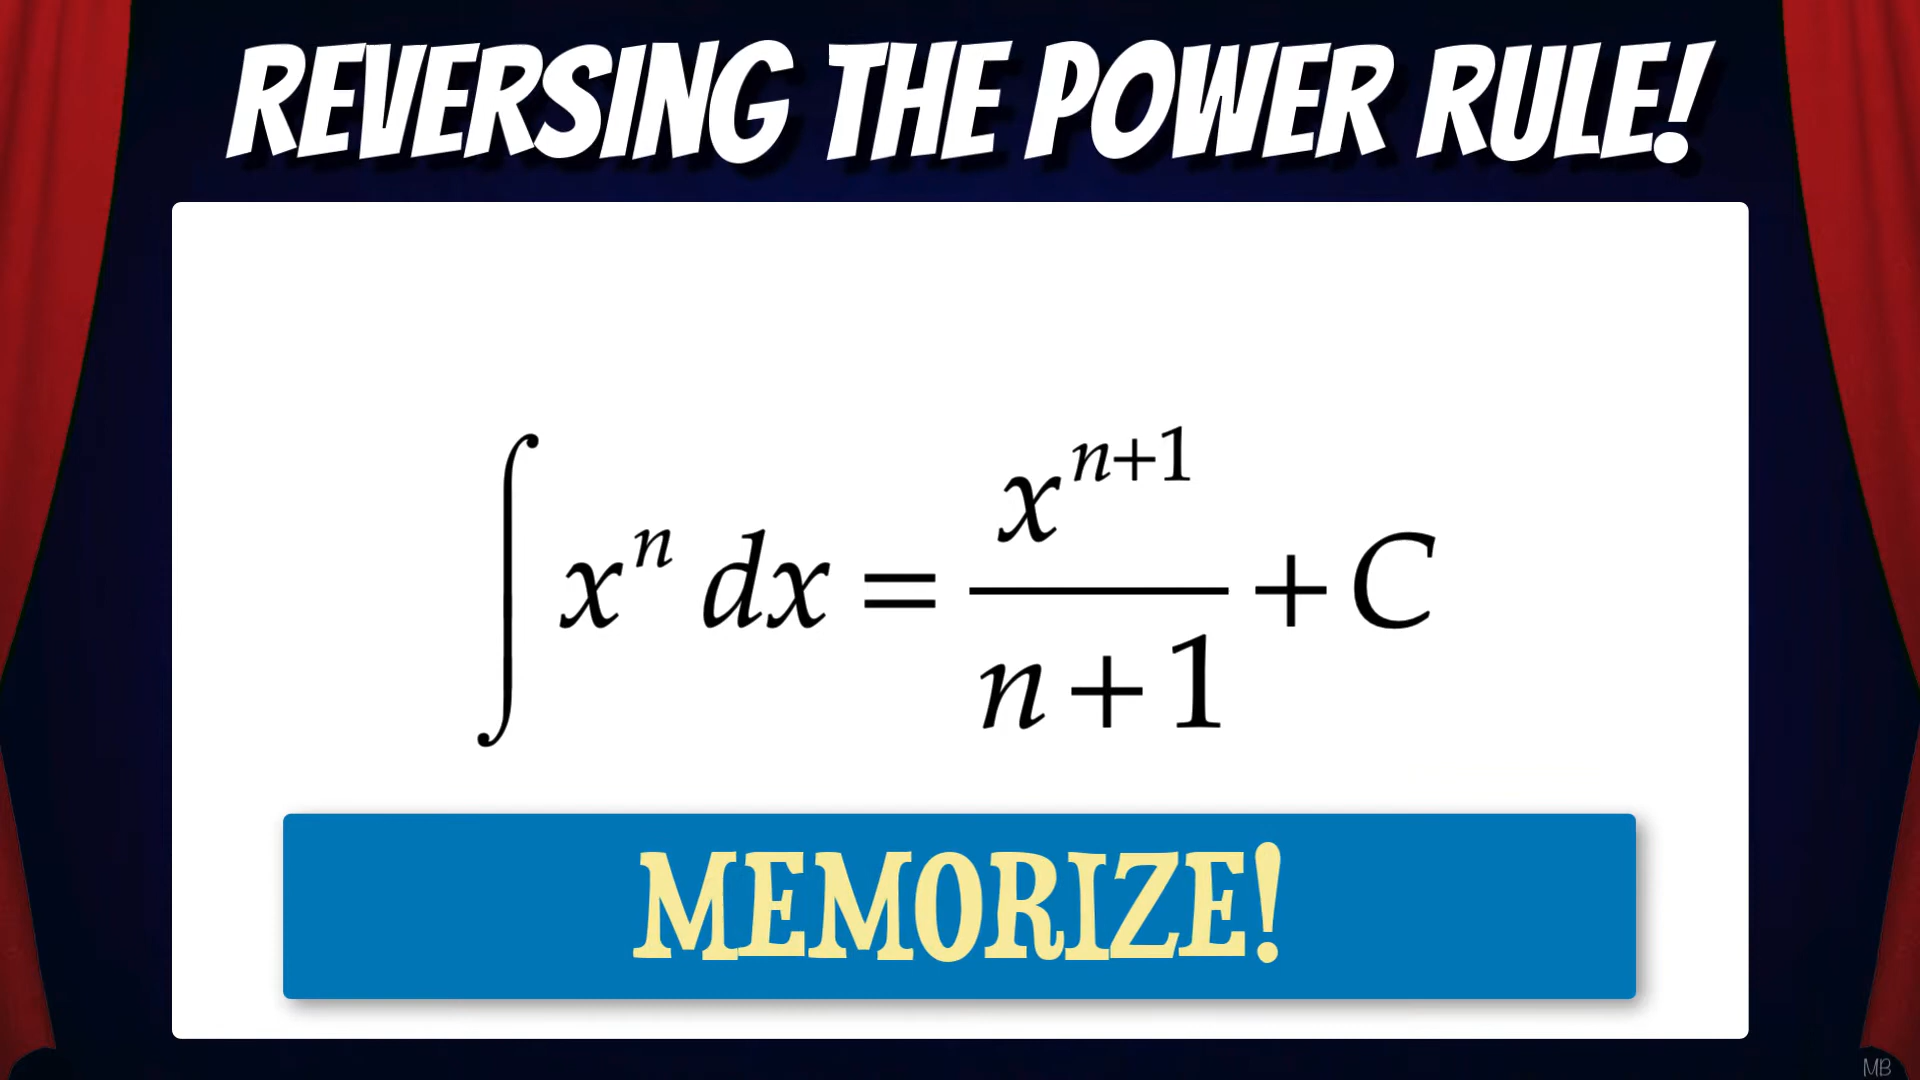 REVERSING THE POWER RULE!
∫ xⁿ dx = xⁿ⁺¹ / n+1 + C
MEMORIZE!
MB